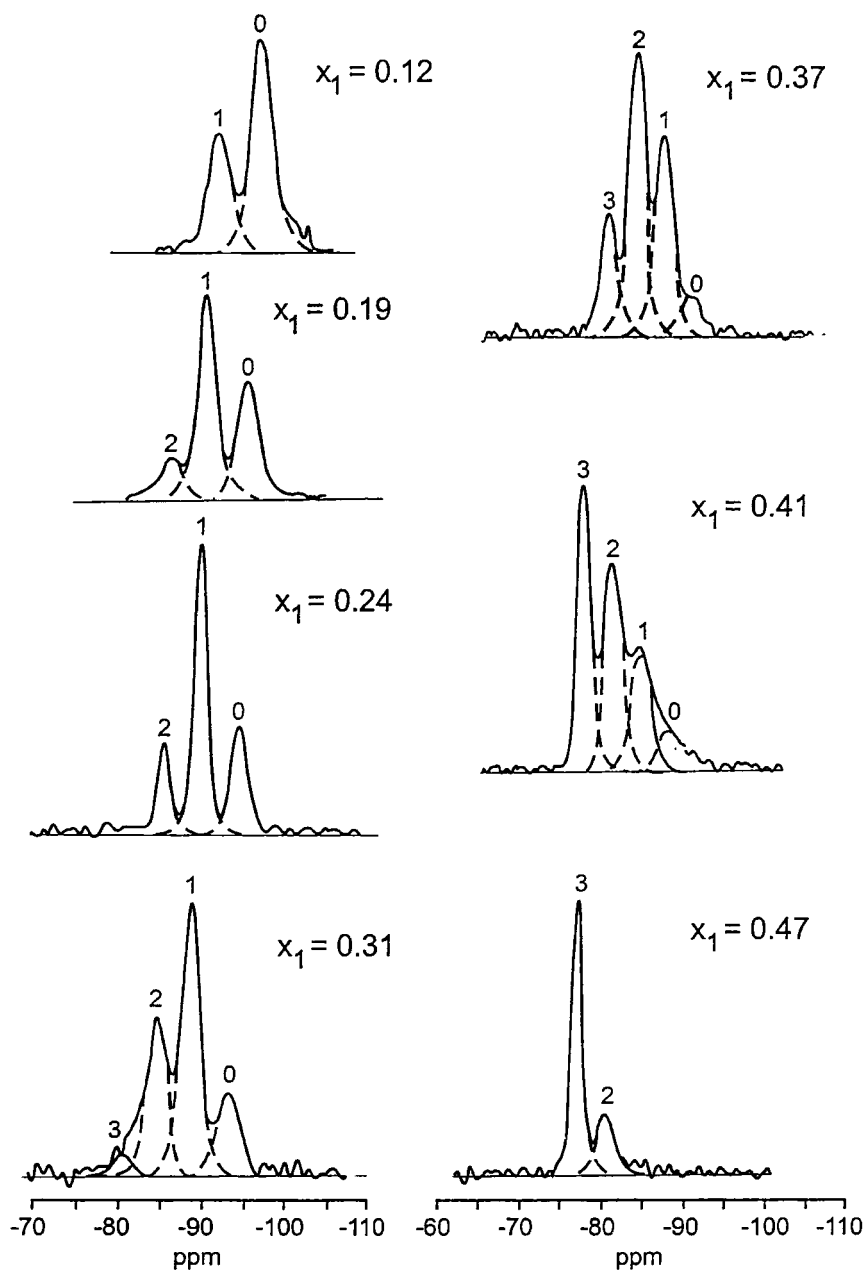 0
1
x₁ = 0.12
1
0
2
x₁ = 0.19
1
2
0
x₁ = 0.24
1
2
0
3
x₁ = 0.31
-70 -80 -90 -100 -110
ppm
2
1
3
0
x₁ = 0.37
3
2
1
0
x₁ = 0.41
3
2
x₁ = 0.47
-60 -70 -80 -90 -100 -110
ppm